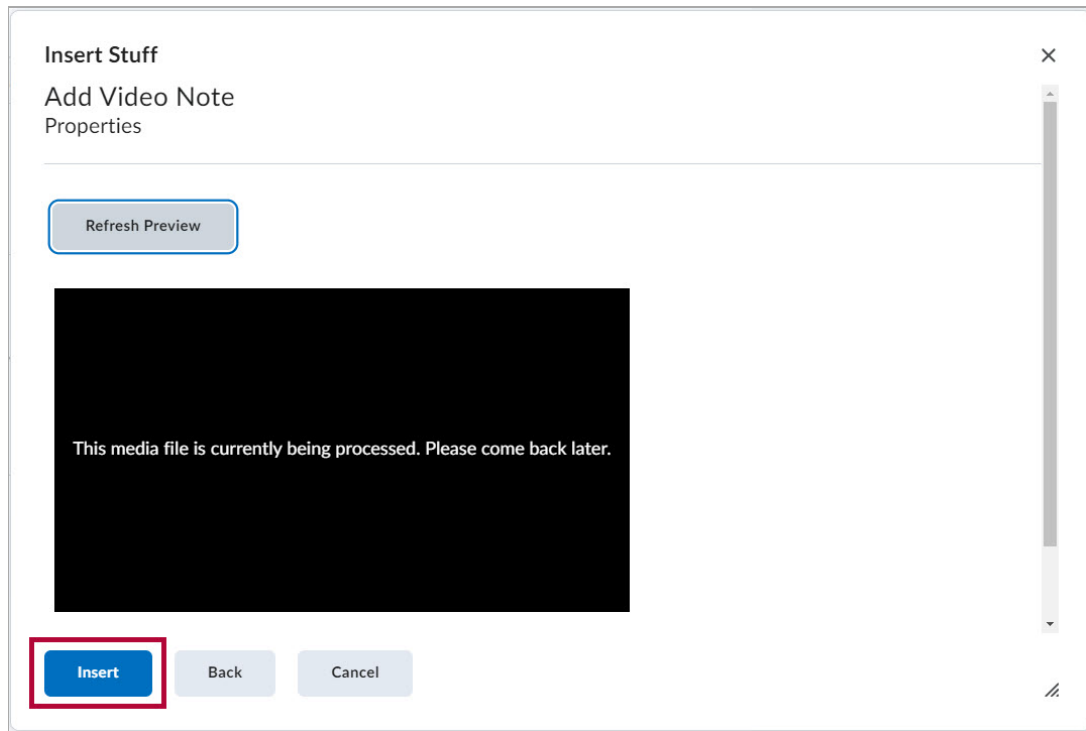 Insert Stuff
Add Video Note
Properties
Refresh Preview
This media file is currently being processed. Please come back later.
Insert Back Cancel